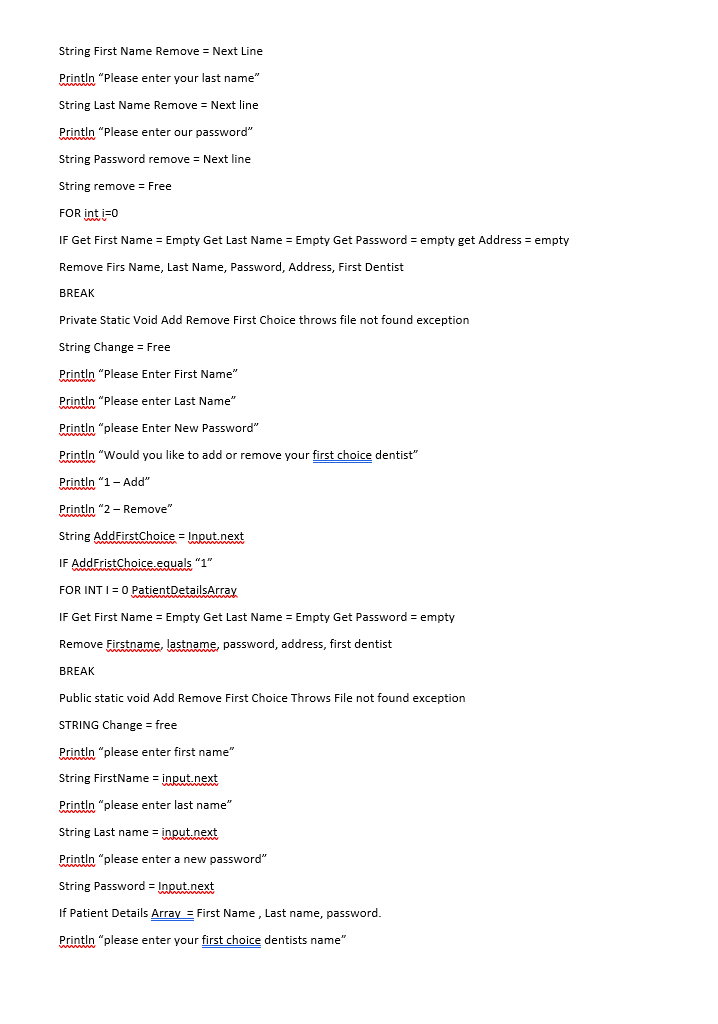 String First Name Remove = Next Line
Println “Please enter your last name”
String Last Name Remove = Next line
Println “Please enter our password”
String Password remove = Next line
String remove = Free
FOR int i=0
IF Get First Name = Empty Get Last Name = Empty Get Password = empty get Address = empty
Remove Firs Name, Last Name, Password, Address, First Dentist
BREAK
Private Static Void Add Remove First Choice throws file not found exception
String Change = Free
Println “Please Enter First Name”
Println “Please enter Last Name”
Println “please Enter New Password”
Println “Would you like to add or remove your first choice dentist”
Println “1 – Add”
Println “2 – Remove”
String AddFirstChoice = Input.next
IF AddFristChoice.equals “1”
FOR INT I = 0 PatientDetailsArray
IF Get First Name = Empty Get Last Name = Empty Get Password = empty
Remove Firstname, lastname, password, address, first dentist
BREAK
Public static void Add Remove First Choice Throws File not found exception
STRING Change = free
Println “please enter first name”
String FirstName = input.next
Println “please enter last name”
String Last name = input.next
Println “please enter a new password”
String Password = Input.next
If Patient Details Array  = First Name , Last name, password.
Println “please enter your first choice dentists name”